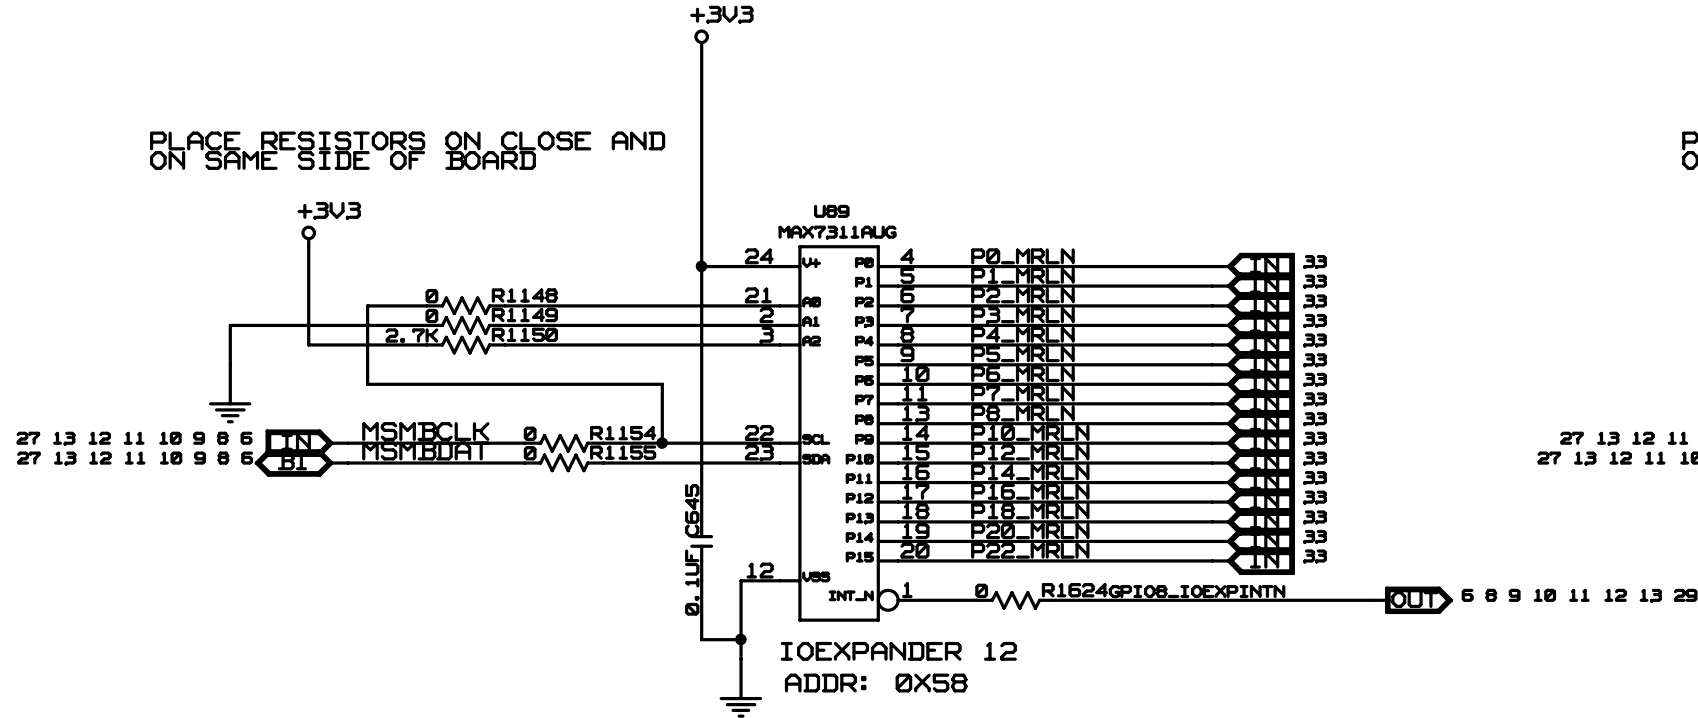 +3V3
PLACE RESISTORS ON CLOSE AND
ON SAME SIDE OF BOARD
P
O
+3V3
U89
MAX7311AUG
24 V+ P0 4 P0_MRLN IN 33
P1 5 P1_MRLN IN 33
0 R1148 21 A0 P2 6 P2_MRLN IN 33
0 R1149 2 A1 P3 7 P3_MRLN IN 33
2.7K R1150 3 A2 P4 8 P4_MRLN IN 33
P5 9 P5_MRLN IN 33
P6 10 P6_MRLN IN 33
P7 11 P7_MRLN IN 33
P8 13 P8_MRLN IN 33
27 13 12 11 10 9 8 6 IN MSMBCLK 0 R1154 22 SCL P9 14 P10_MRLN IN 33
27 13 12 11 10 9 8 6 BI MSMBDAT 0 R1155 23 SDA P10 15 P12_MRLN IN 33
P11 16 P14_MRLN IN 33
P12 17 P16_MRLN IN 33
P13 18 P18_MRLN IN 33
P14 19 P20_MRLN IN 33
P15 20 P22_MRLN IN 33
27 13 12 11
27 13 12 11 10
C645
0.1UF
12 VSS
INT_N 1 0 R1624 GPIO8_IOEXPINTN OUT 6 8 9 10 11 12 13 29
IOEXPANDER 12
ADDR: 0X58